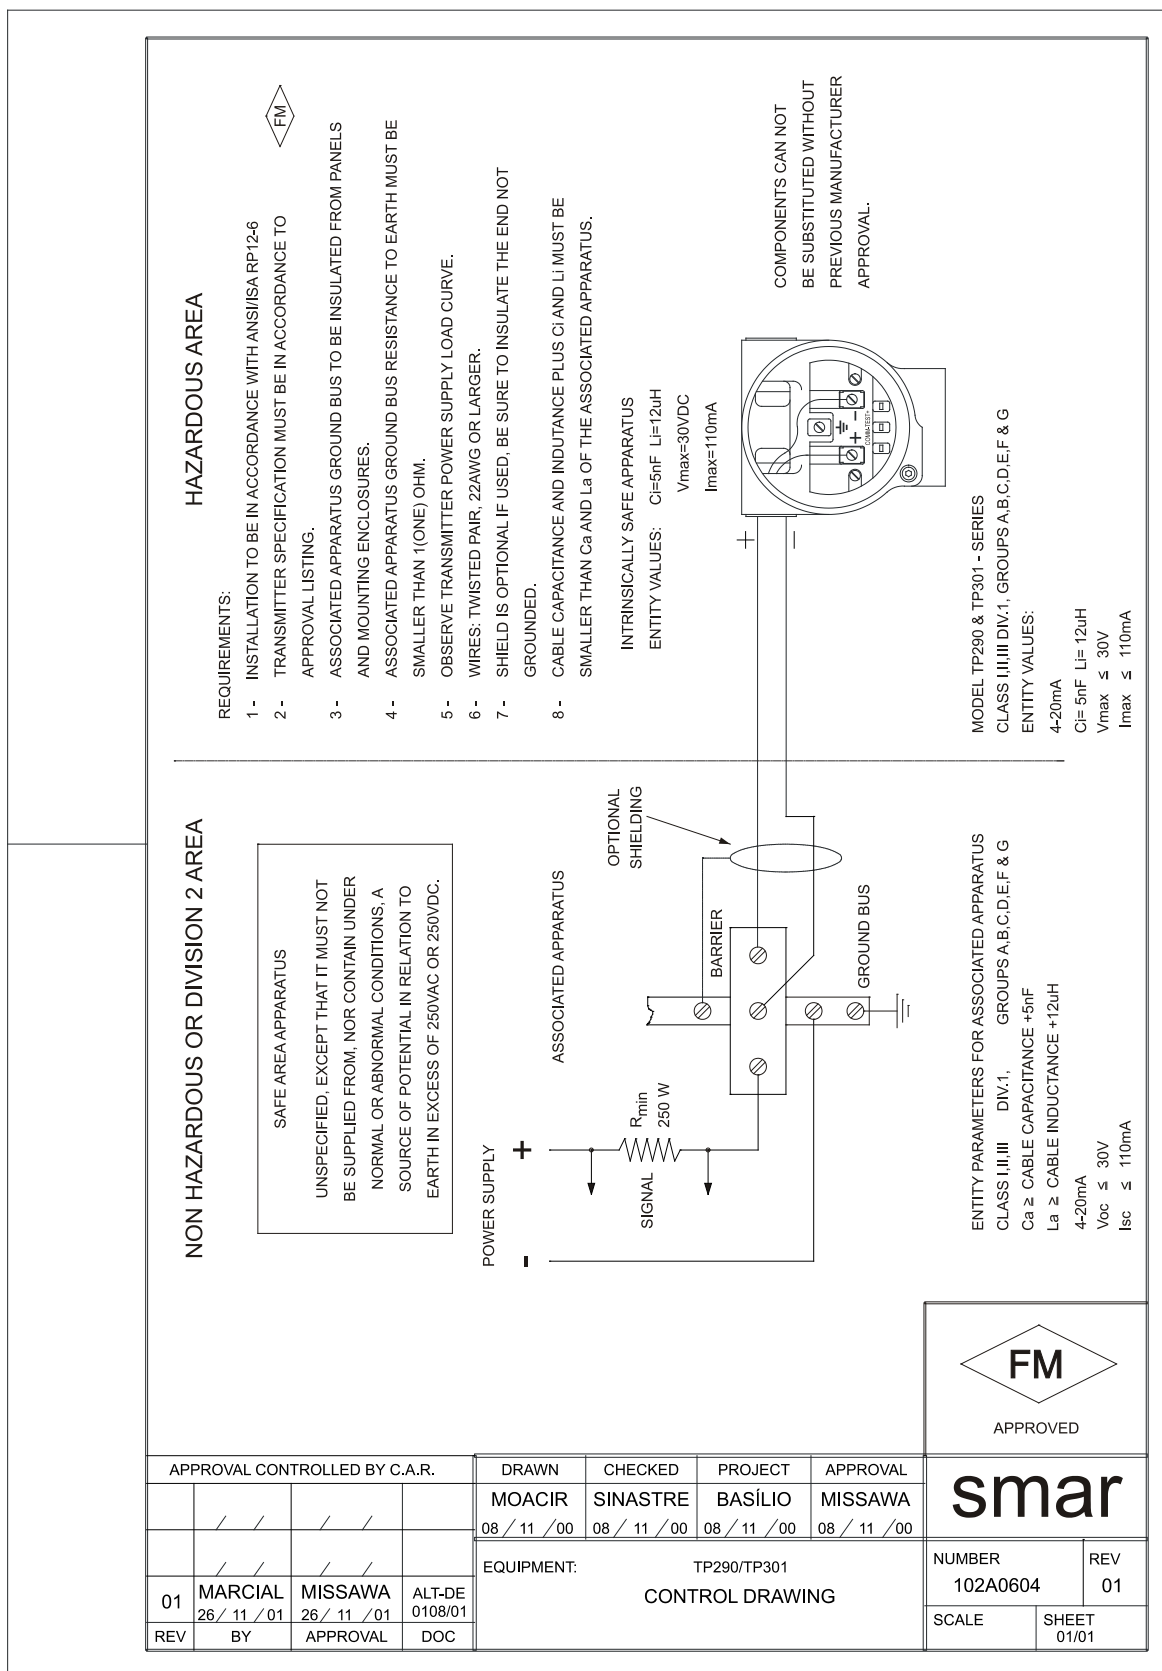 NON HAZARDOUS OR DIVISION 2 AREA
SAFE AREA APPARATUS
UNSPECIFIED, EXCEPT THAT IT MUST NOT
BE SUPPLIED FROM, NOR CONTAIN UNDER
NORMAL OR ABNORMAL CONDITIONS, A
SOURCE OF POTENTIAL IN RELATION TO
EARTH IN EXCESS OF 250VAC OR 250VDC.
HAZARDOUS AREA
REQUIREMENTS:
1 - INSTALLATION TO BE IN ACCORDANCE WITH ANSI/ISA RP12-6
2 - TRANSMITTER SPECIFICATION MUST BE IN ACCORDANCE TO
APPROVAL LISTING.
FM
3 - ASSOCIATED APPARATUS GROUND BUS TO BE INSULATED FROM PANELS
AND MOUNTING ENCLOSURES.
4 - ASSOCIATED APPARATUS GROUND BUS RESISTANCE TO EARTH MUST BE
SMALLER THAN 1(ONE) OHM.
5 - OBSERVE TRANSMITTER POWER SUPPLY LOAD CURVE.
6 - WIRES: TWISTED PAIR, 22AWG OR LARGER.
7 - SHIELD IS OPTIONAL IF USED, BE SURE TO INSULATE THE END NOT
GROUNDED.
8 - CABLE CAPACITANCE AND INDUTANCE PLUS Ci AND Li MUST BE
SMALLER THAN Ca AND La OF THE ASSOCIATED APPARATUS.
INTRINSICALLY SAFE APPARATUS
ENTITY VALUES: Ci=5nF Li=12uH
Vmax=30VDC
Imax=110mA
COMPONENTS CAN NOT
BE SUBSTITUTED WITHOUT
PREVIOUS MANUFACTURER
APPROVAL.
POWER SUPPLY
- +
SIGNAL
Rmin
250 W
ASSOCIATED APPARATUS
OPTIONAL
SHIELDING
BARRIER
GROUND BUS
+
-
+ -
COMM TEST+
ENTITY PARAMETERS FOR ASSOCIATED APPARATUS
CLASS I,II,III DIV.1, GROUPS A,B,C,D,E,F & G
Ca ≥ CABLE CAPACITANCE +5nF
La ≥ CABLE INDUCTANCE +12uH
4-20mA
Voc ≤ 30V
Isc ≤ 110mA
MODEL TP290 & TP301 - SERIES
CLASS I,II,III DIV.1, GROUPS A,B,C,D,E,F & G
ENTITY VALUES:
4-20mA
Ci= 5nF Li= 12uH
Vmax ≤ 30V
Imax ≤ 110mA
FM
APPROVED
APPROVAL CONTROLLED BY C.A.R.
/ / / /
/ / / /
01 MARCIAL MISSAWA ALT-DE
26 / 11 / 01 26 / 11 / 01 0108/01
REV BY APPROVAL DOC
DRAWN CHECKED PROJECT APPROVAL
MOACIR SINASTRE BASÍLIO MISSAWA
08 / 11 / 00 08 / 11 / 00 08 / 11 / 00 08 / 11 / 00
EQUIPMENT: TP290/TP301
CONTROL DRAWING
smar
NUMBER REV
102A0604 01
SCALE SHEET
01/01